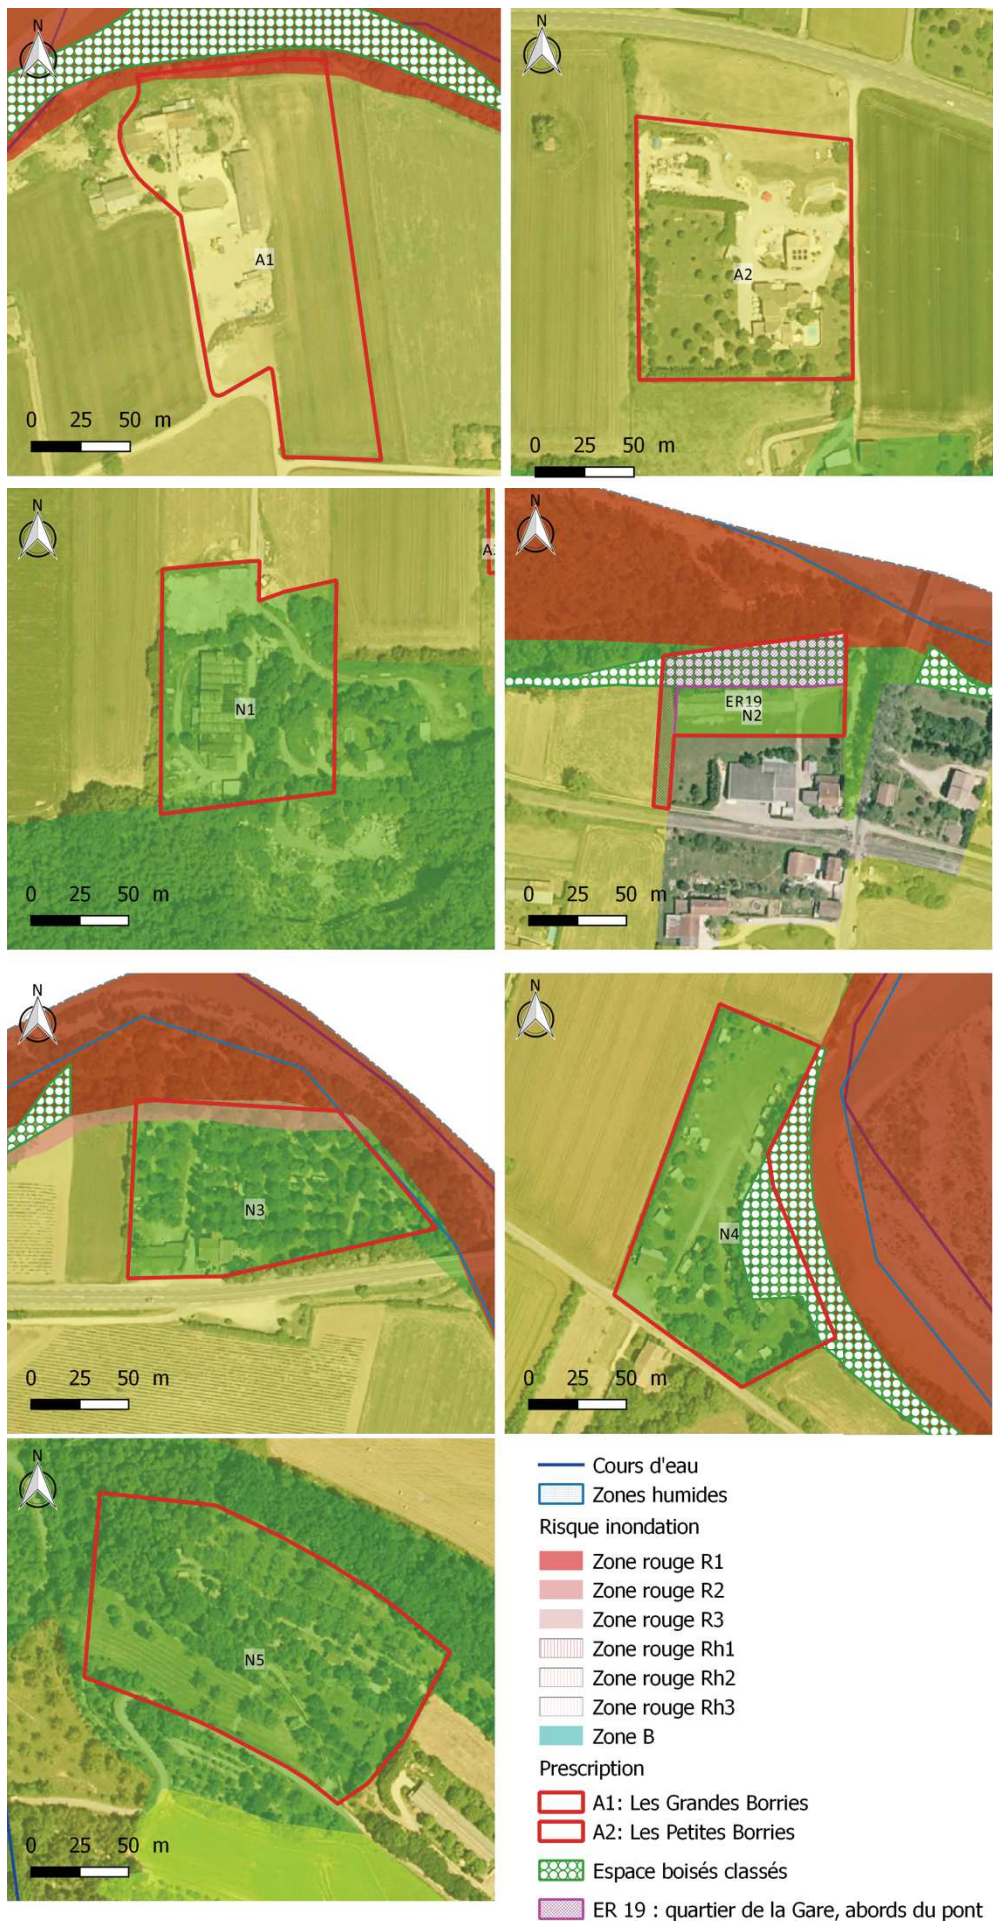 N
A1
0 25 50 m
N
A2
0 25 50 m
N
A2
N1
0 25 50 m
N
ER19
N2
0 25 50 m
N
N3
0 25 50 m
N
N4
0 25 50 m
N
N5
0 25 50 m
Cours d'eau
Zones humides
Risque inondation
Zone rouge R1
Zone rouge R2
Zone rouge R3
Zone rouge Rh1
Zone rouge Rh2
Zone rouge Rh3
Zone B
Prescription
A1: Les Grandes Borries
A2: Les Petites Borries
Espace boisés classés
ER 19 : quartier de la Gare, abords du pont